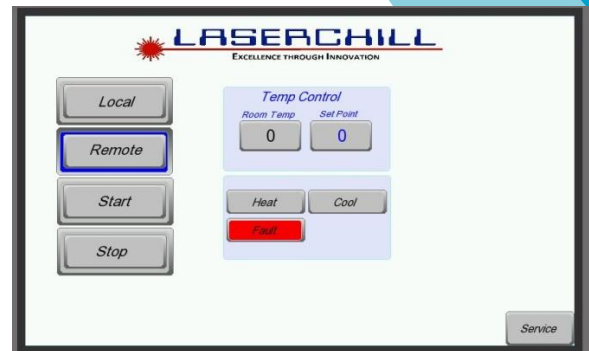 LASERCHILL
EXCELLENCE THROUGH INNOVATION
Local
Remote
Start
Stop
Temp Control
Room Temp Set Point
0 0
Heat Cool
Fault
Service